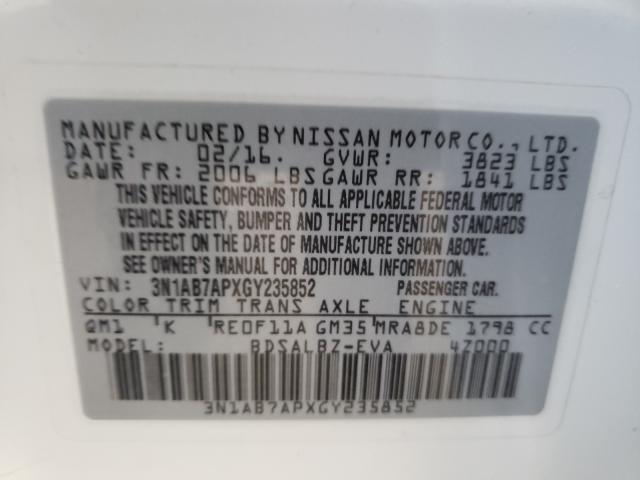 MANUFACTURED BY NISSAN MOTOR CO., LTD.
DATE: 02/16. GVWR: 3823 LBS
GAWR FR: 2006 LBS GAWR RR: 1841 LBS
THIS VEHICLE CONFORMS TO ALL APPLICABLE FEDERAL MOTOR
VEHICLE SAFETY, BUMPER AND THEFT PREVENTION STANDARDS
IN EFFECT ON THE DATE OF MANUFACTURE SHOWN ABOVE.
SEE OWNER'S MANUAL FOR ADDITIONAL INFORMATION.
VIN: 3N1AB7APXGY235852 PASSENGER CAR.
COLOR TRIM TRANS AXLE ENGINE
QM1 K RE0F11A GM35 MRA8DE 1798 CC
MODEL: BDSALBZ-EVA 4Z000
3N1AB7APXGY235852